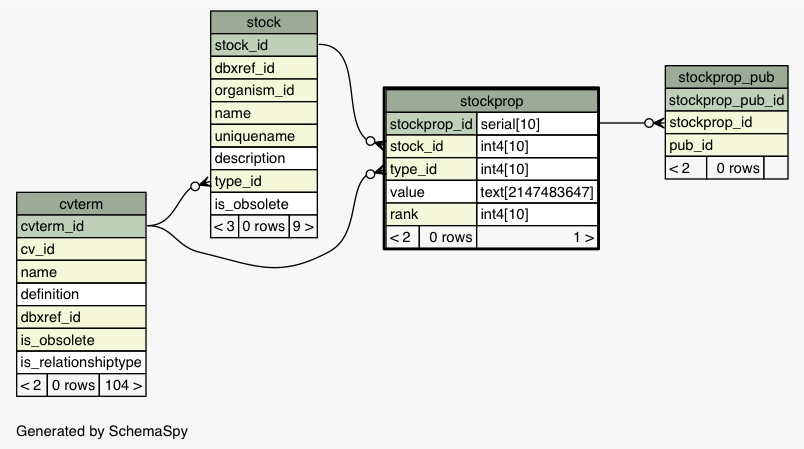 stock
stock_id
dbxref_id
organism_id
name
uniquename
description
type_id
is_obsolete
< 3 0 rows 9 >
cvterm
cvterm_id
cv_id
name
definition
dbxref_id
is_obsolete
is_relationshiptype
< 2 0 rows 104 >
stockprop
stockprop_id serial[10]
stock_id int4[10]
type_id int4[10]
value text[2147483647]
rank int4[10]
< 2 0 rows 1 >
stockprop_pub
stockprop_pub_id
stockprop_id
pub_id
< 2 0 rows
Generated by SchemaSpy